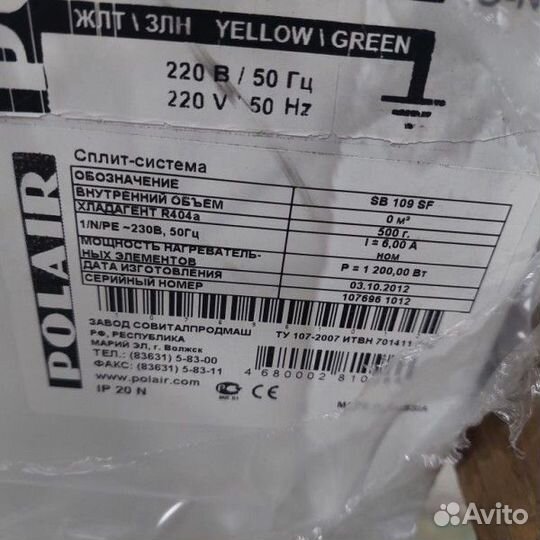 ЖЛТ \ ЗЛН YELLOW \ GREEN
220 В / 50 Гц
220 V \ 50 Hz
POLAIR
Сплит-система
ОБОЗНАЧЕНИЕ SB 109 SF
ВНУТРЕННИЙ ОБЪЕМ 0 м³
ХЛАДАГЕНТ R404a 500 г.
1/N/PE ~230В, 50Гц I = 6,00 А
МОЩНОСТЬ НАГРЕВАТЕЛЬ- ном
НЫХ ЭЛЕМЕНТОВ P = 1 200,00 Вт
ДАТА ИЗГОТОВЛЕНИЯ 03.10.2012
СЕРИЙНЫЙ НОМЕР 107696 1012
ЗАВОД СОВИТАЛПРОДМАШ ТУ 107-2007 ИТВН 701411
РФ, РЕСПУБЛИКА
МАРИЙ ЭЛ, г. Волжск
ТЕЛ.: (83631) 5-83-00
ФАКС: (83631) 5-83-11
4 680002 810
www.polair.com
IP 20 N
CE
Avito